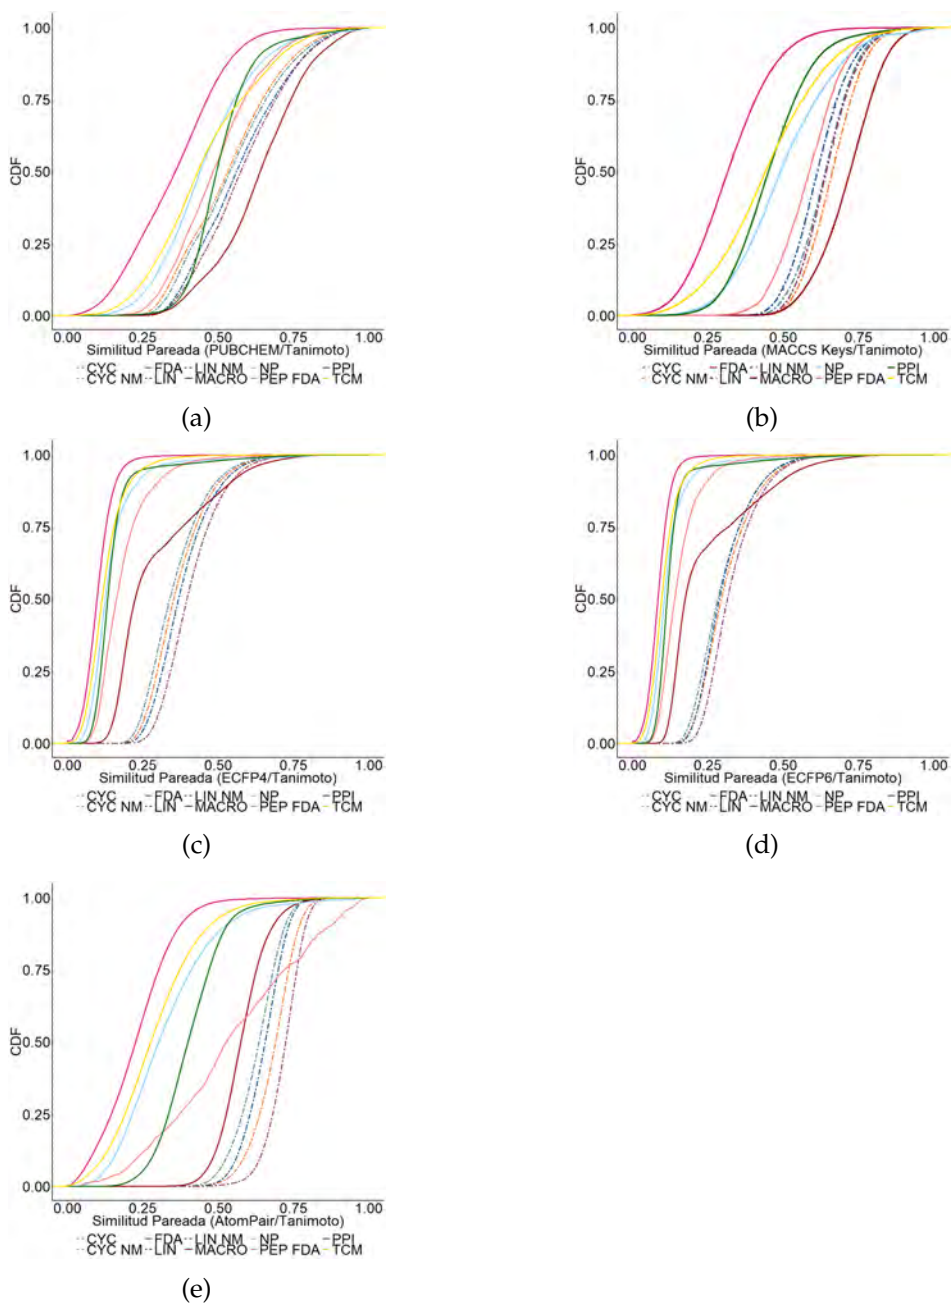 1.00
0.75
0.50
0.25
0.00
CDF
0.00 0.25 0.50 0.75 1.00
Similitud Pareada (PUBCHEM/Tanimoto)
CYC FDA LIN NM NP PPI
CYC NM LIN MACRO PEP FDA TCM
(a)
1.00
0.75
0.50
0.25
0.00
CDF
0.00 0.25 0.50 0.75 1.00
Similitud Pareada (MACCS Keys/Tanimoto)
CYC FDA LIN NM NP PPI
CYC NM LIN MACRO PEP FDA TCM
(b)
1.00
0.75
0.50
0.25
0.00
CDF
0.00 0.25 0.50 0.75 1.00
Similitud Pareada (ECFP4/Tanimoto)
CYC FDA LIN NM NP PPI
CYC NM LIN MACRO PEP FDA TCM
(c)
1.00
0.75
0.50
0.25
0.00
CDF
0.00 0.25 0.50 0.75 1.00
Similitud Pareada (ECFP6/Tanimoto)
CYC FDA LIN NM NP PPI
CYC NM LIN MACRO PEP FDA TCM
(d)
1.00
0.75
0.50
0.25
0.00
CDF
0.00 0.25 0.50 0.75 1.00
Similitud Pareada (AtomPair/Tanimoto)
CYC FDA LIN NM NP PPI
CYC NM LIN MACRO PEP FDA TCM
(e)